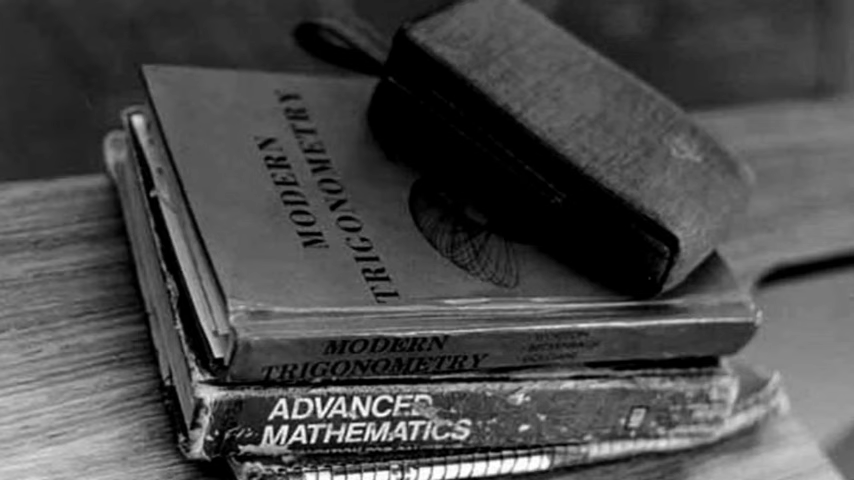 MODERN
TRIGONOMETRY
MODERN
TRIGONOMETRY
ADVANCED
MATHEMATICS